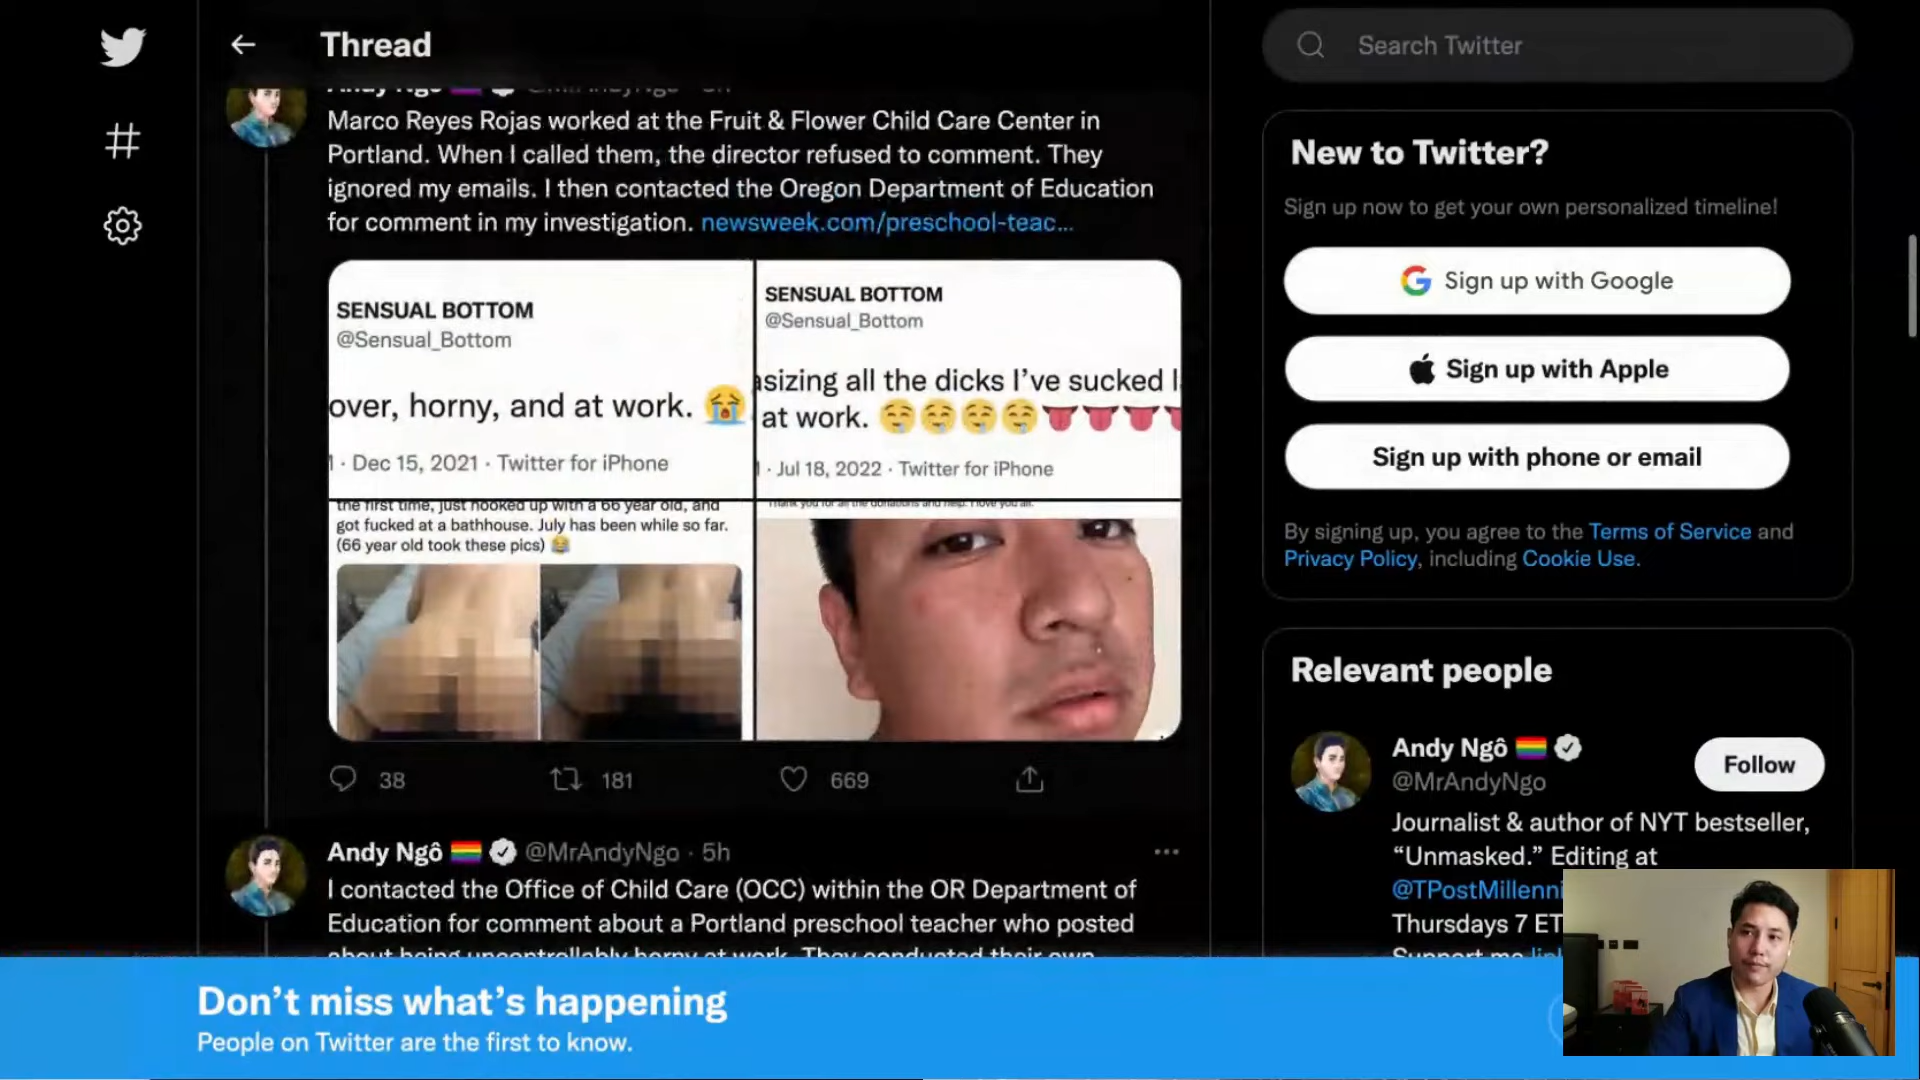 Thread
Search Twitter
Marco Reyes Rojas worked at the Fruit & Flower Child Care Center in
Portland. When I called them, the director refused to comment. They
ignored my emails. I then contacted the Oregon Department of Education
for comment in my investigation. newsweek.com/preschool-teac...
SENSUAL BOTTOM
@Sensual_Bottom
over, horny, and at work. 😭
· Dec 15, 2021 · Twitter for iPhone
SENSUAL BOTTOM
@Sensual_Bottom
all the dicks I've sucked
at work. 🤤🤤🤤🤤👅👅👅
· Jul 18, 2022 · Twitter for iPhone
the first time, just hooked up with a 66 year old, and
got fucked at a bathhouse. July has been while so far.
(66 year old took these pics) 😂
Thank you for all the donations and help. I love you all.
38
181
669
Andy Ngô 🏳️‍🌈 @MrAndyNgo · 5h
I contacted the Office of Child Care (OCC) within the OR Department of
Education for comment about a Portland preschool teacher who posted
about being uncontrollably horny at work. They conducted their own
New to Twitter?
Sign up now to get your own personalized timeline!
Sign up with Google
Sign up with Apple
Sign up with phone or email
By signing up, you agree to the Terms of Service and
Privacy Policy, including Cookie Use.
Relevant people
Andy Ngô 🏳️‍🌈
@MrAndyNgo
Follow
Journalist & author of NYT bestseller,
“Unmasked.” Editing at
@TPostMillenni
Thursdays 7 ET
Support me
Don’t miss what’s happening
People on Twitter are the first to know.